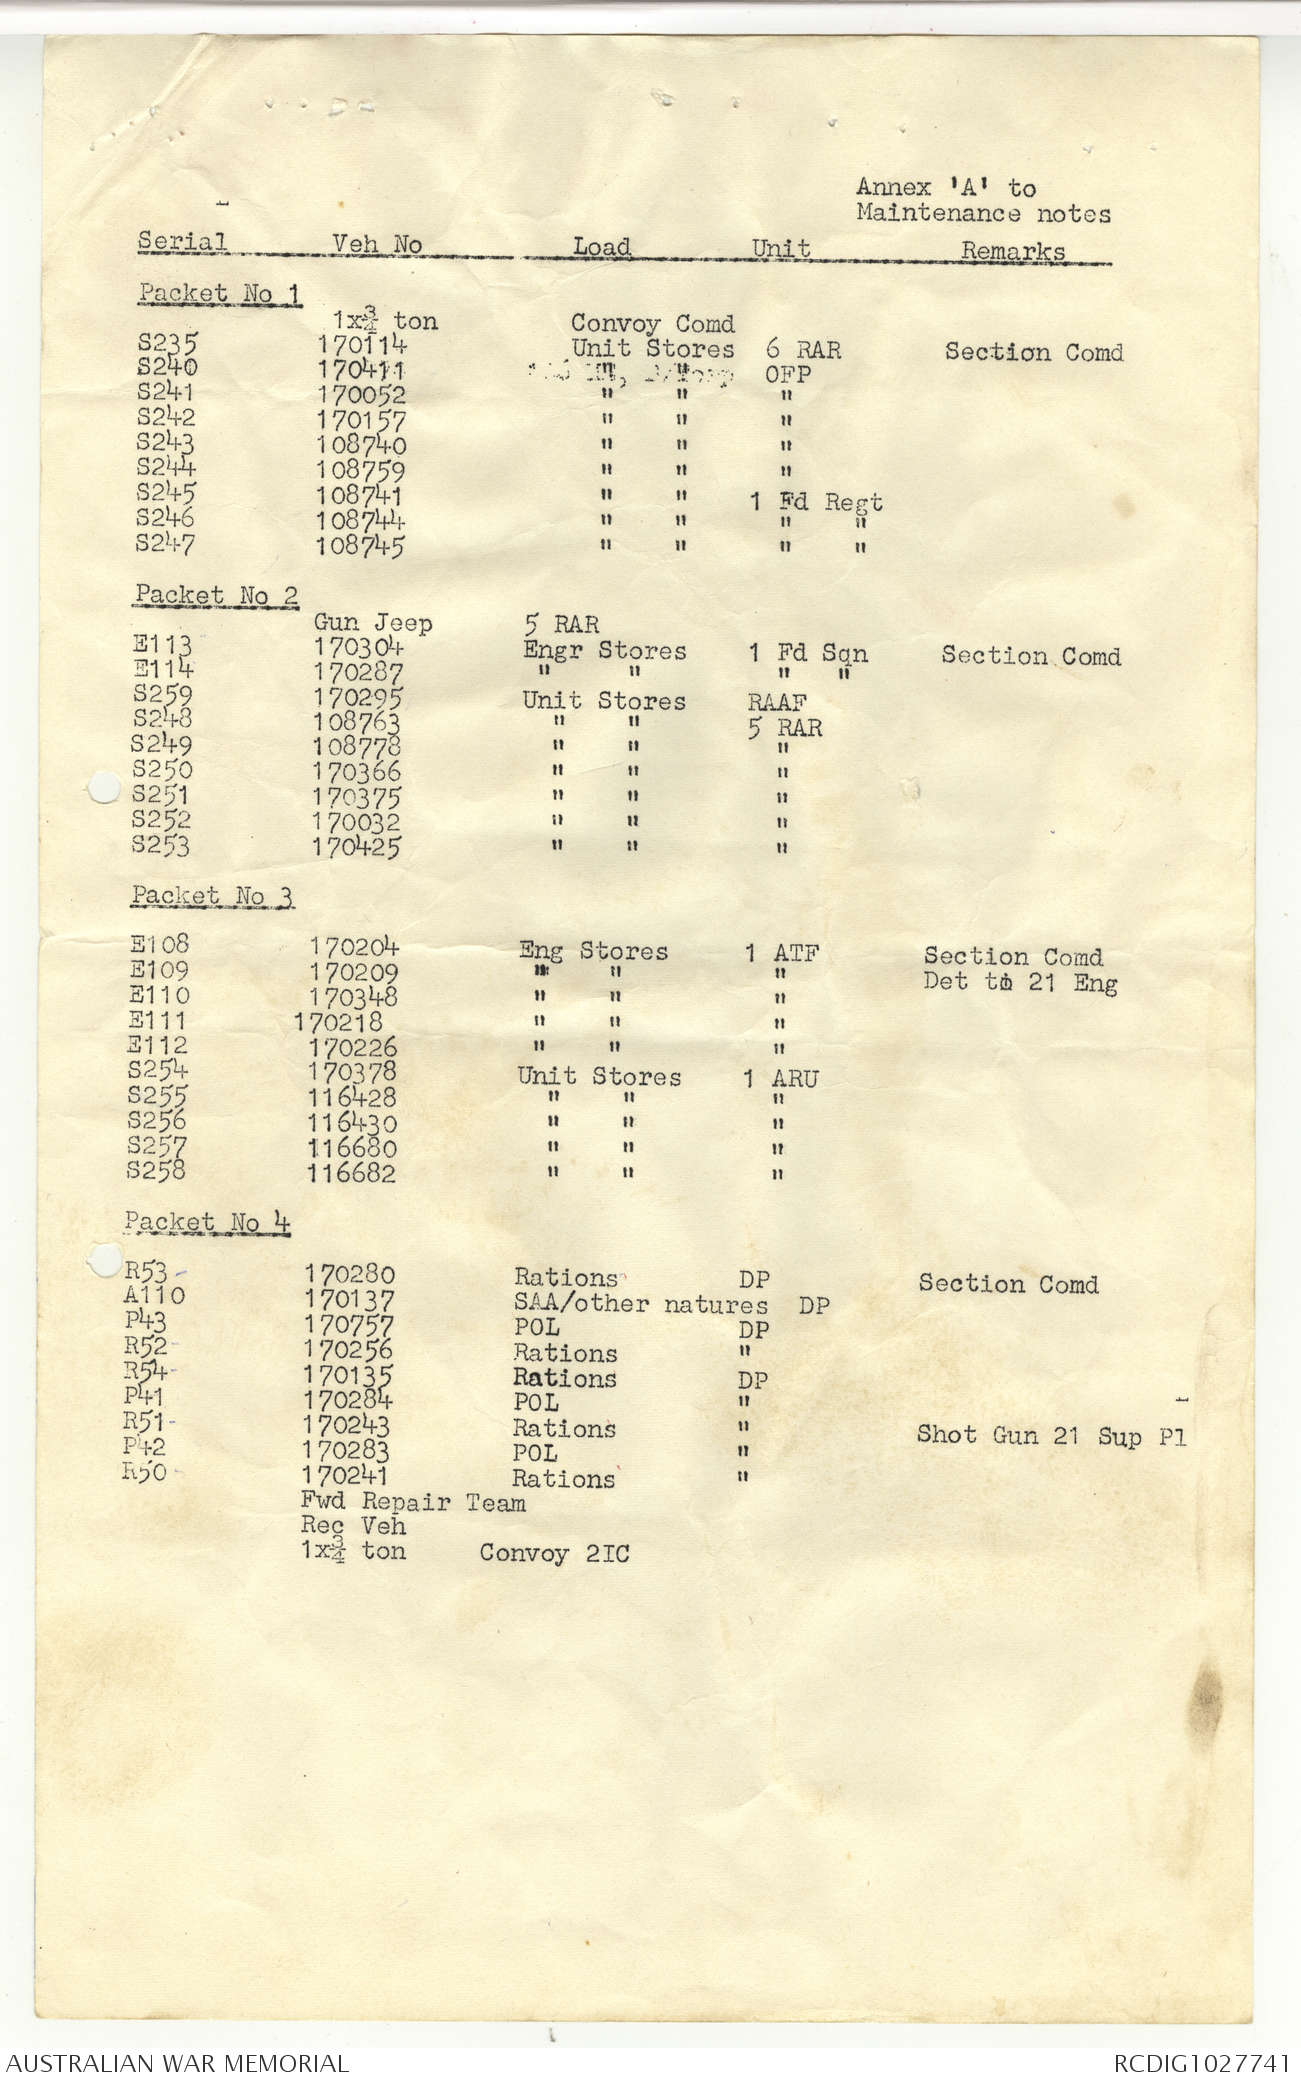 Annex 'A' to
Maintenance notes
Serial Veh No Load Unit Remarks
Packet No 1
1x¾ ton Convoy Comd
S235 170114 Unit Stores 6 RAR Section Comd
S240 170411 " " OFP
S241 170052 " " "
S242 170157 " " "
S243 108740 " " "
S244 108759 " " "
S245 108741 " " 1 Fd Regt
S246 108744 " " " "
S247 108745 " " " "
Packet No 2
Gun Jeep 5 RAR
E113 170304 Engr Stores 1 Fd Sqn Section Comd
E114 170287 " " " "
S259 170295 Unit Stores RAAF
S248 108763 " " 5 RAR
S249 108778 " " "
S250 170366 " " "
S251 170375 " " "
S252 170032 " " "
S253 170425 " " "
Packet No 3
E108 170204 Eng Stores 1 ATF Section Comd
E109 170209 " " " Det to 21 Eng
E110 170348 " " "
E111 170218 " " "
E112 170226 " " "
S254 170378 Unit Stores 1 ARU
S255 116428 " " "
S256 116430 " " "
S257 116680 " " "
S258 116682 " " "
Packet No 4
R53 - 170280 Rations DP Section Comd
A110 170137 SAA/other natures DP
P43 170757 POL DP
R52 - 170256 Rations "
R54 - 170135 Rations DP
P41 170284 POL "
R51 - 170243 Rations " Shot Gun 21 Sup Pl
P42 170283 POL "
R50 - 170241 Rations "
Fwd Repair Team
Rec Veh
1x¾ ton Convoy 2IC
AUSTRALIAN WAR MEMORIAL RCDIG1027741